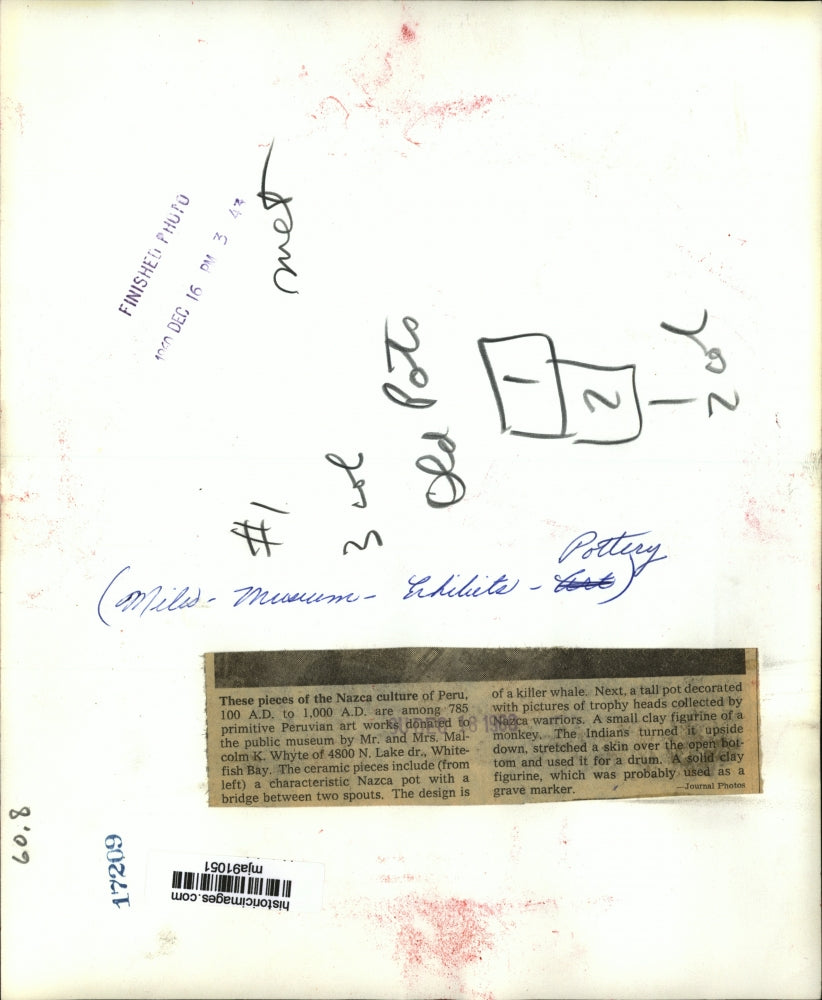 FINISHED PHOTO
DEC 16 PM 3 47
met
#1
3 col
Old Pots
1
2
1
2 col
Pottery
(Milw - Museum - Exhibits - Art)
These pieces of the Nazca culture of Peru,
100 A.D. to 1,000 A.D. are among 785
primitive Peruvian art works donated to
the public museum by Mr. and Mrs. Mal-
colm K. Whyte of 4800 N. Lake dr., White-
fish Bay. The ceramic pieces include (from
left) a characteristic Nazca pot with a
bridge between two spouts. The design is
of a killer whale. Next, a tall pot decorated
with pictures of trophy heads collected by
Nazca warriors. A small clay figurine of a
monkey. The Indians turned it upside
down, stretched a skin over the open bot-
tom and used it for a drum. A solid clay
figurine, which was probably used as a
grave marker.
—Journal Photos
60.8
17209
historicimages.com
mja91051